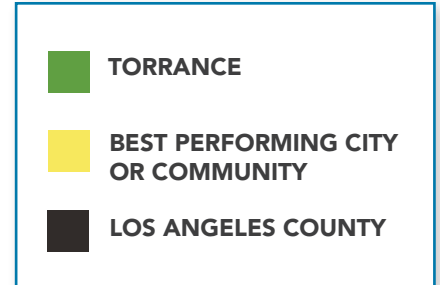 TORRANCE
BEST PERFORMING CITY
OR COMMUNITY
LOS ANGELES COUNTY